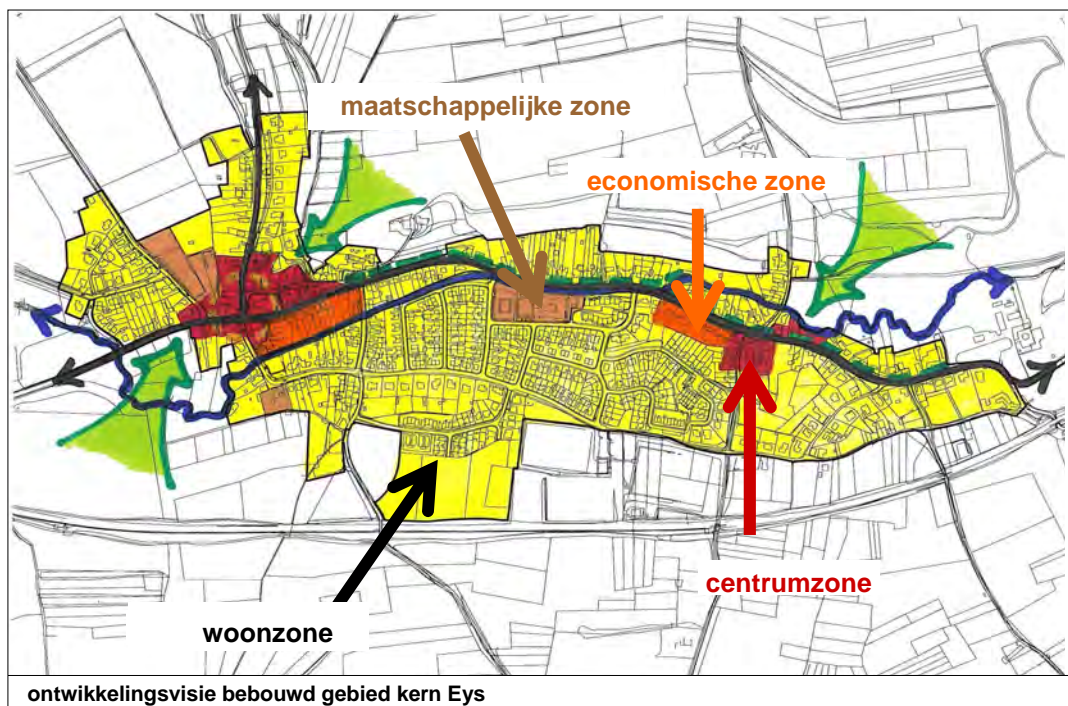 maatschappelijke zone
economische zone
centrumzone
woonzone
ontwikkelingsvisie bebouwd gebied kern Eys